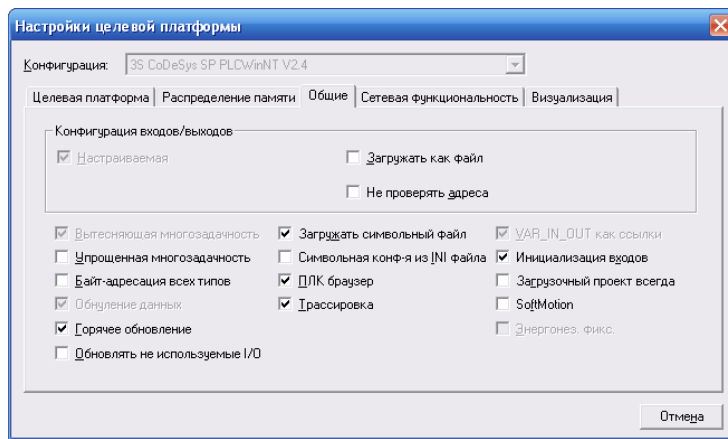 Настройки целевой платформы
Конфигурация: 3S CoDeSys SP PLCWinNT V2.4
Целевая платформа Распределение памяти Общие Сетевая функциональность Визуализация
Конфигурация входов/выходов
Настраиваемая Загружать как файл
Не проверять адреса
Вытесняющая многозадачность Загружать символьный файл VAR_IN_OUT как ссылки
Упрощенная многозадачность Символьная конф-я из INI файла Инициализация входов
Байт-адресация всех типов ПЛК браузер Загрузочный проект всегда
Обнуление данных Трассировка SoftMotion
Горячее обновление Энергонез. фикс.
Обновлять не используемые I/O
Отмена